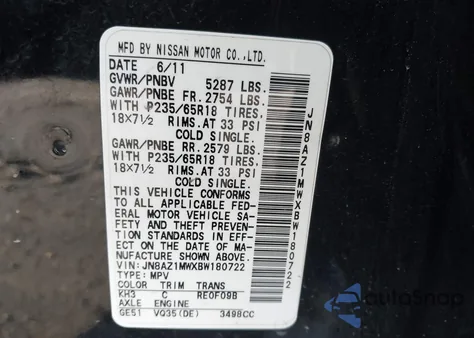 MFD BY NISSAN MOTOR CO.,LTD.
DATE 6/11
GVWR/PNBV 5287 LBS.
GAWR/PNBE FR. 2754 LBS.
WITH P235/65R18 TIRES,
18X7½ RIMS.AT 33 PSI
COLD SINGLE.
GAWR/PNBE RR. 2579 LBS.
WITH P235/65R18 TIRES,
18X7½ RIMS.AT 33 PSI
COLD SINGLE.
THIS VEHICLE CONFORMS
TO ALL APPLICABLE FED-
ERAL MOTOR VEHICLE SA-
FETY AND THEFT PREVEN-
TION STANDARDS IN EFF-
ECT ON THE DATE OF MA-
NUFACTURE SHOWN ABOVE.
VIN:JN8AZ1MWXBW180722
TYPE: MPV
COLOR TRIM TRANS
KH3 C RE0F09B
AXLE ENGINE
GE51 VQ35(DE) 3498CC
JN8AZ1MWXBW180722
AutoSnap